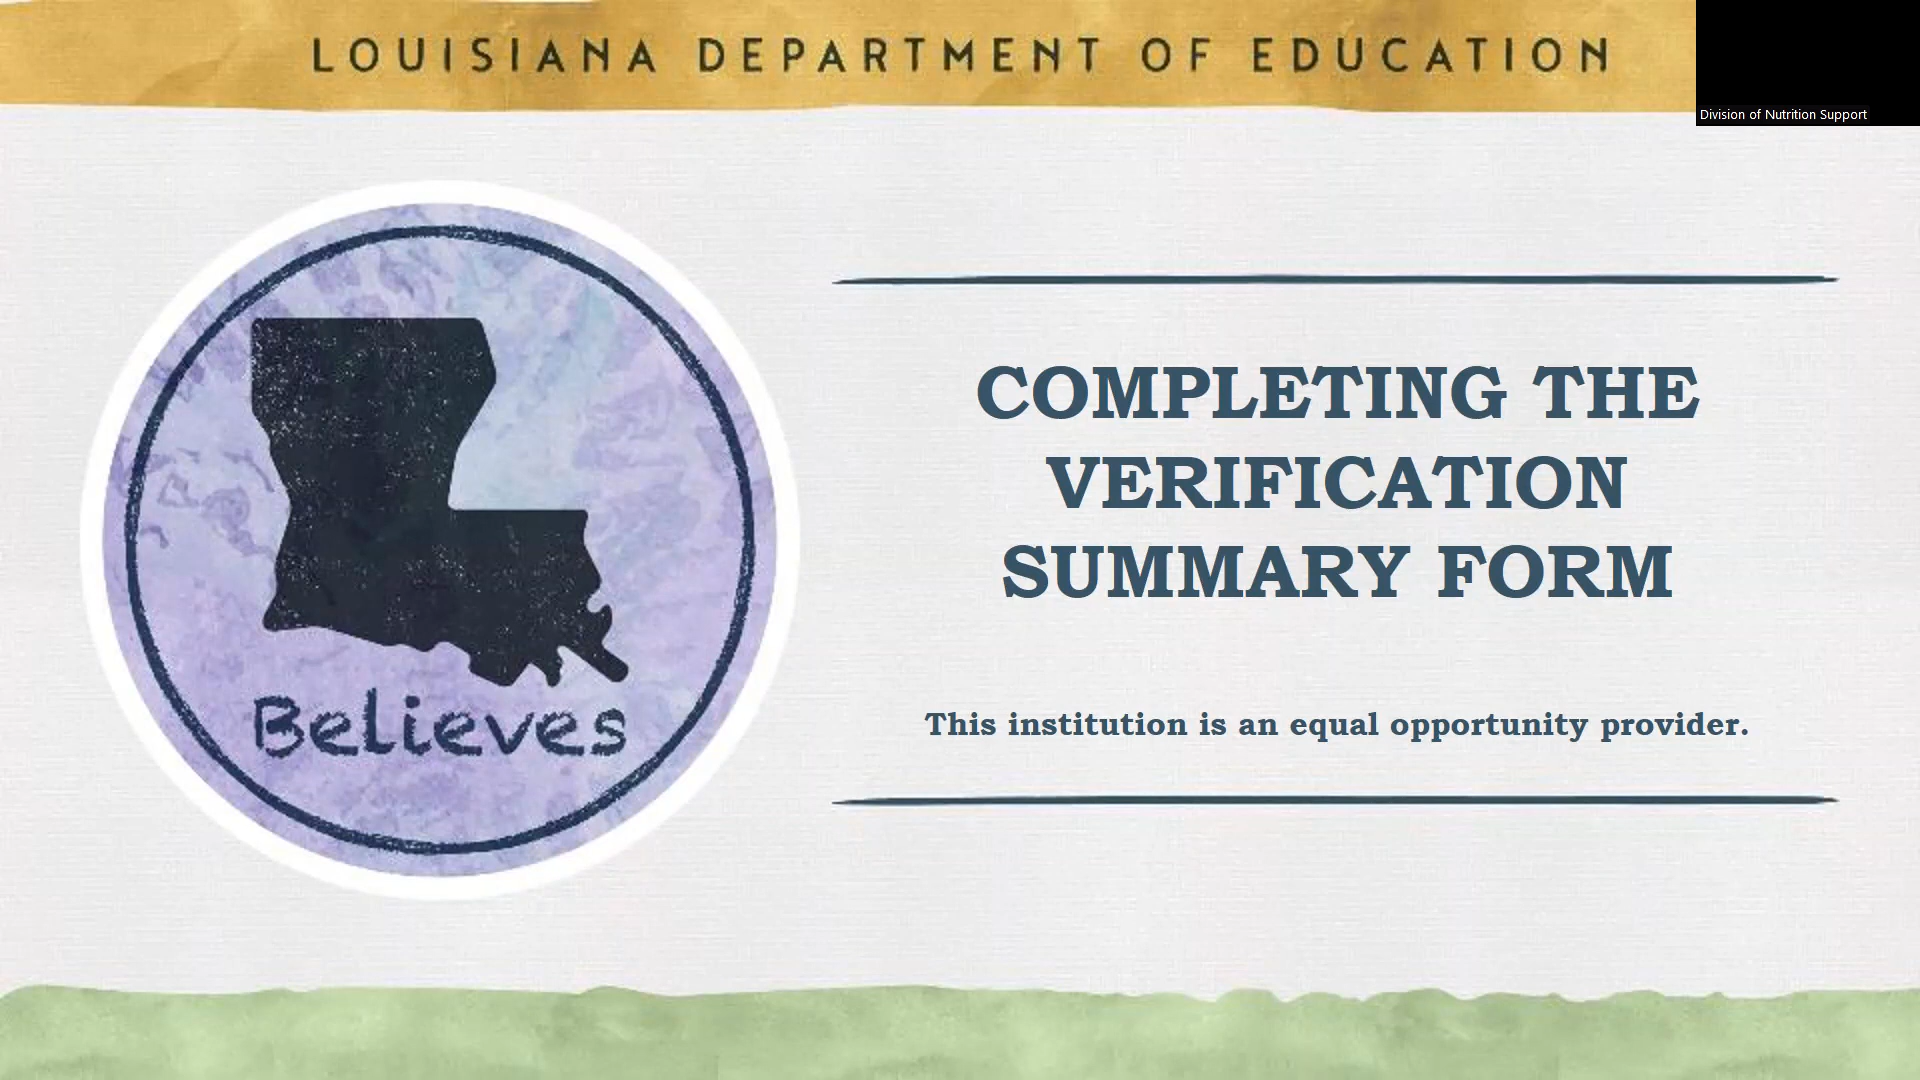 LOUISIANA DEPARTMENT OF EDUCATION
Division of Nutrition Support
COMPLETING THE
VERIFICATION
SUMMARY FORM
This institution is an equal opportunity provider.
Believes